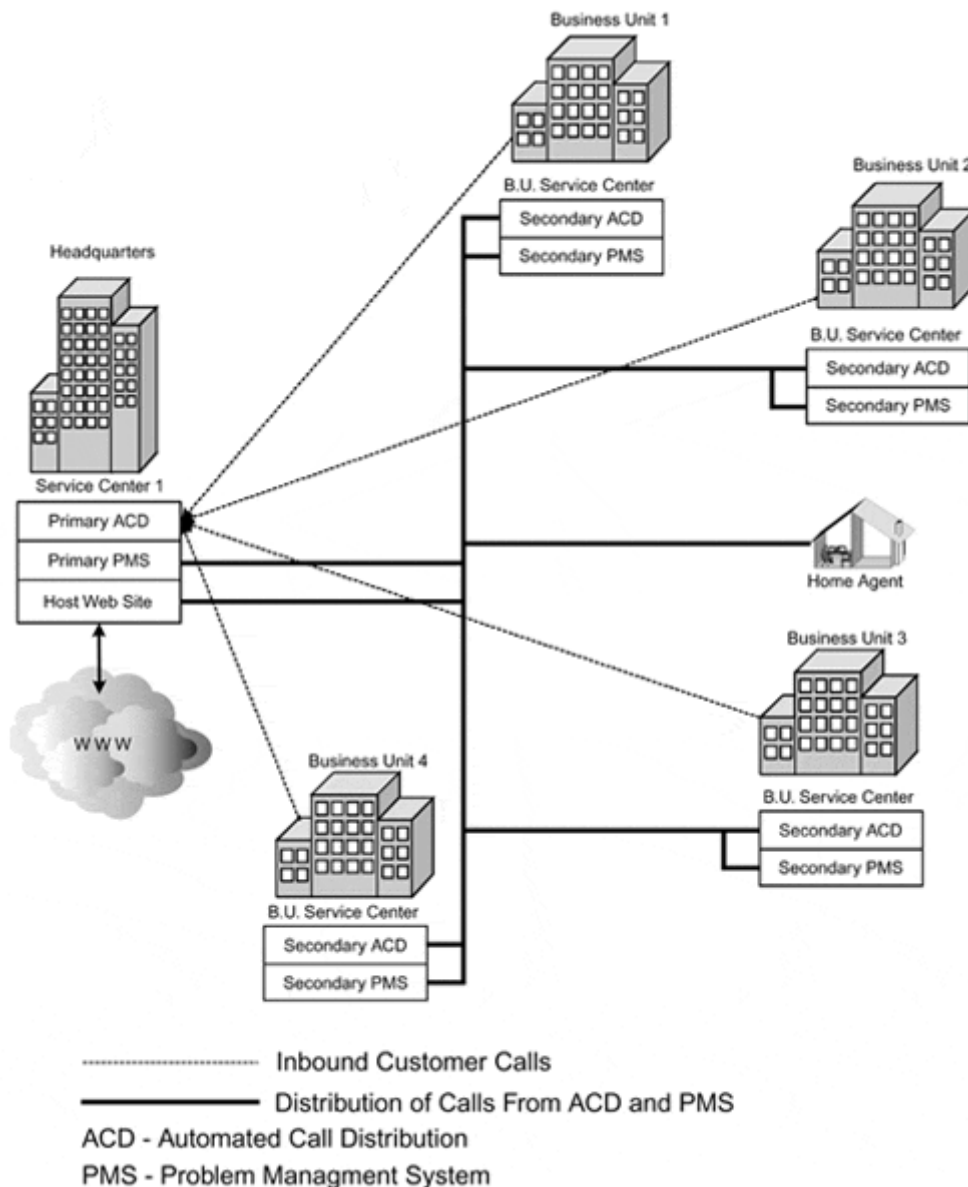 Business Unit 1
B.U. Service Center
Secondary ACD
Secondary PMS
Business Unit 2
B.U. Service Center
Secondary ACD
Secondary PMS
Headquarters
Service Center 1
Primary ACD
Primary PMS
Host Web Site
W W W
Home Agent
Business Unit 3
B.U. Service Center
Secondary ACD
Secondary PMS
Business Unit 4
B.U. Service Center
Secondary ACD
Secondary PMS
Inbound Customer Calls
Distribution of Calls From ACD and PMS
ACD - Automated Call Distribution
PMS - Problem Managment System